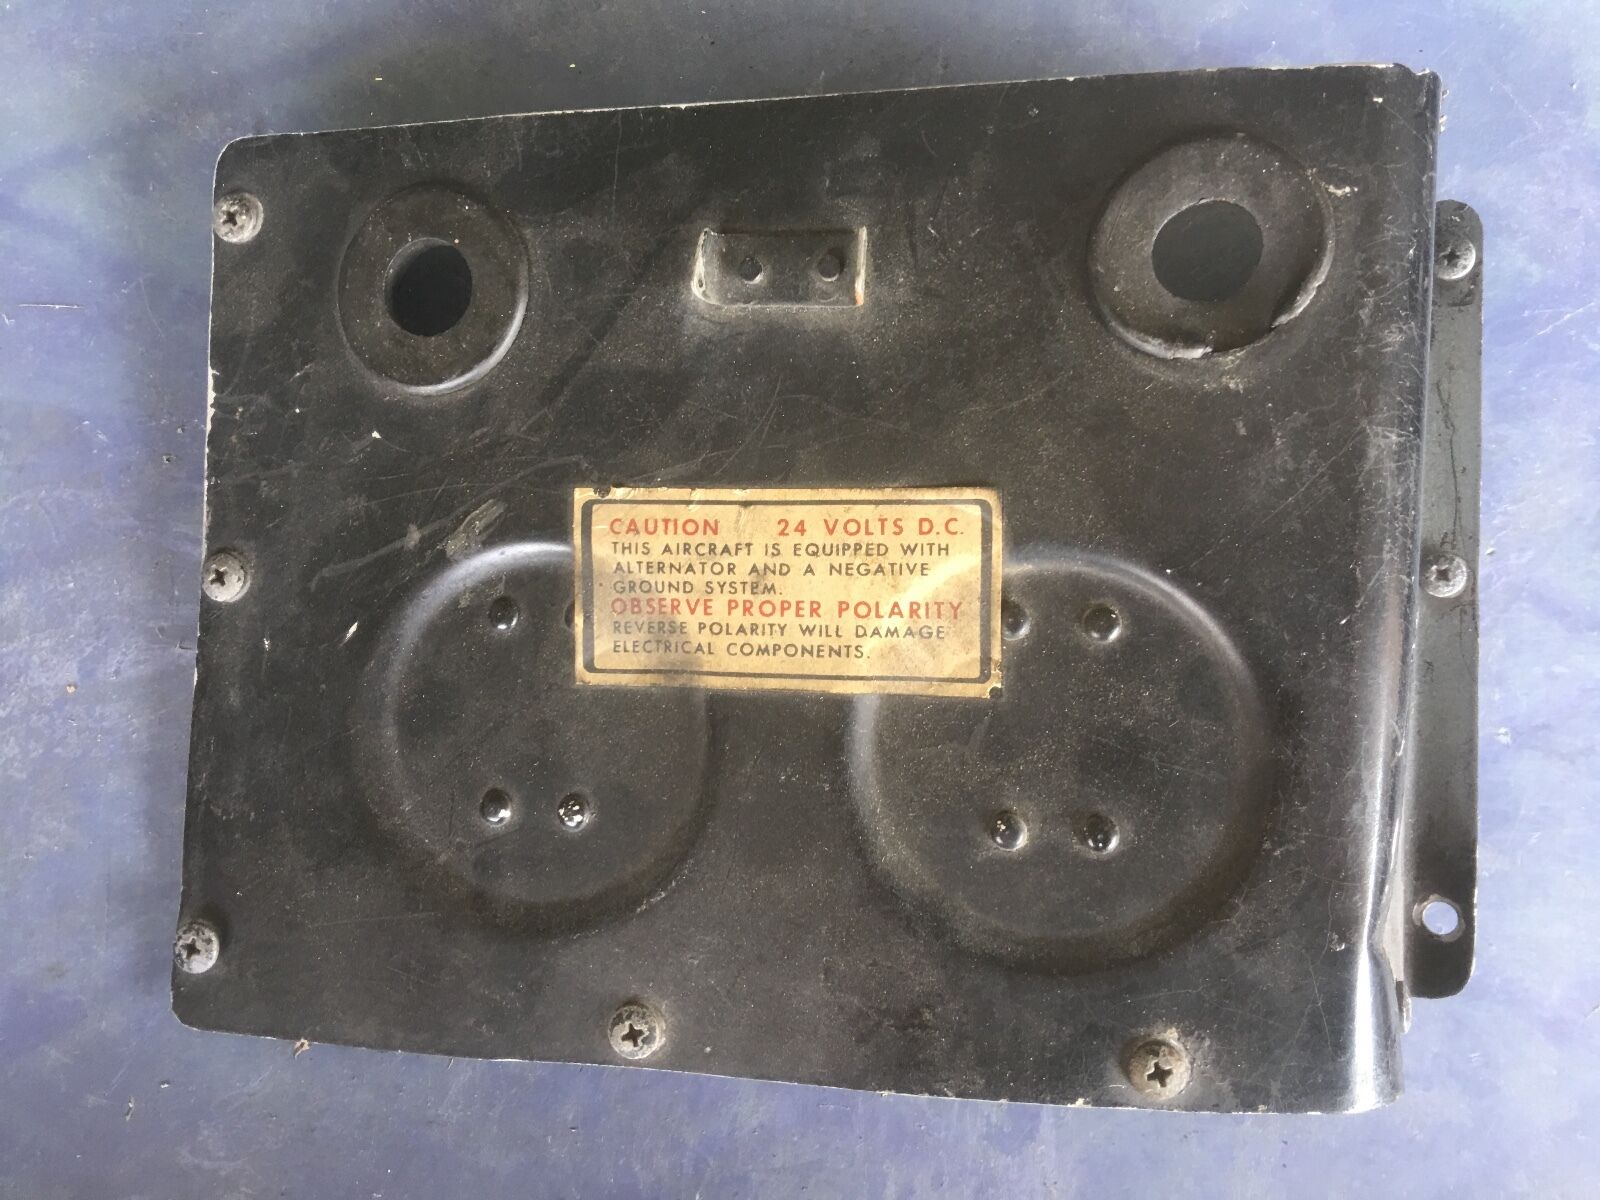 CAUTION 24 VOLTS D.C.
THIS AIRCRAFT IS EQUIPPED WITH
ALTERNATOR AND A NEGATIVE
GROUND SYSTEM.
OBSERVE PROPER POLARITY
REVERSE POLARITY WILL DAMAGE
ELECTRICAL COMPONENTS.